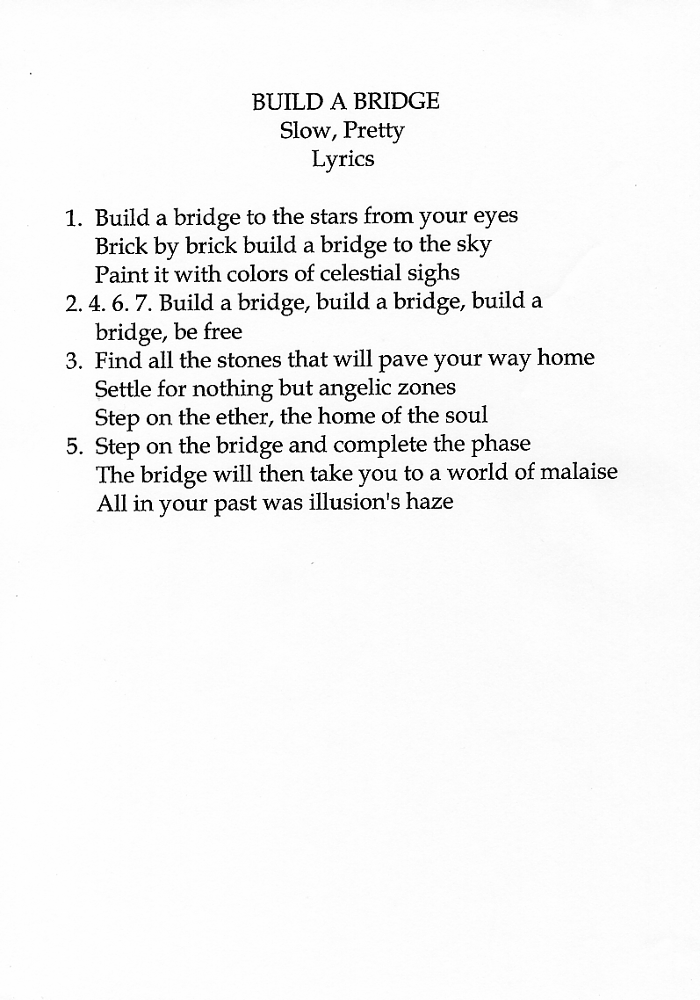 BUILD A BRIDGE
Slow, Pretty
Lyrics
1. Build a bridge to the stars from your eyes
Brick by brick build a bridge to the sky
Paint it with colors of celestial sighs
2. 4. 6. 7. Build a bridge, build a bridge, build a
bridge, be free
3. Find all the stones that will pave your way home
Settle for nothing but angelic zones
Step on the ether, the home of the soul
5. Step on the bridge and complete the phase
The bridge will then take you to a world of malaise
All in your past was illusion's haze